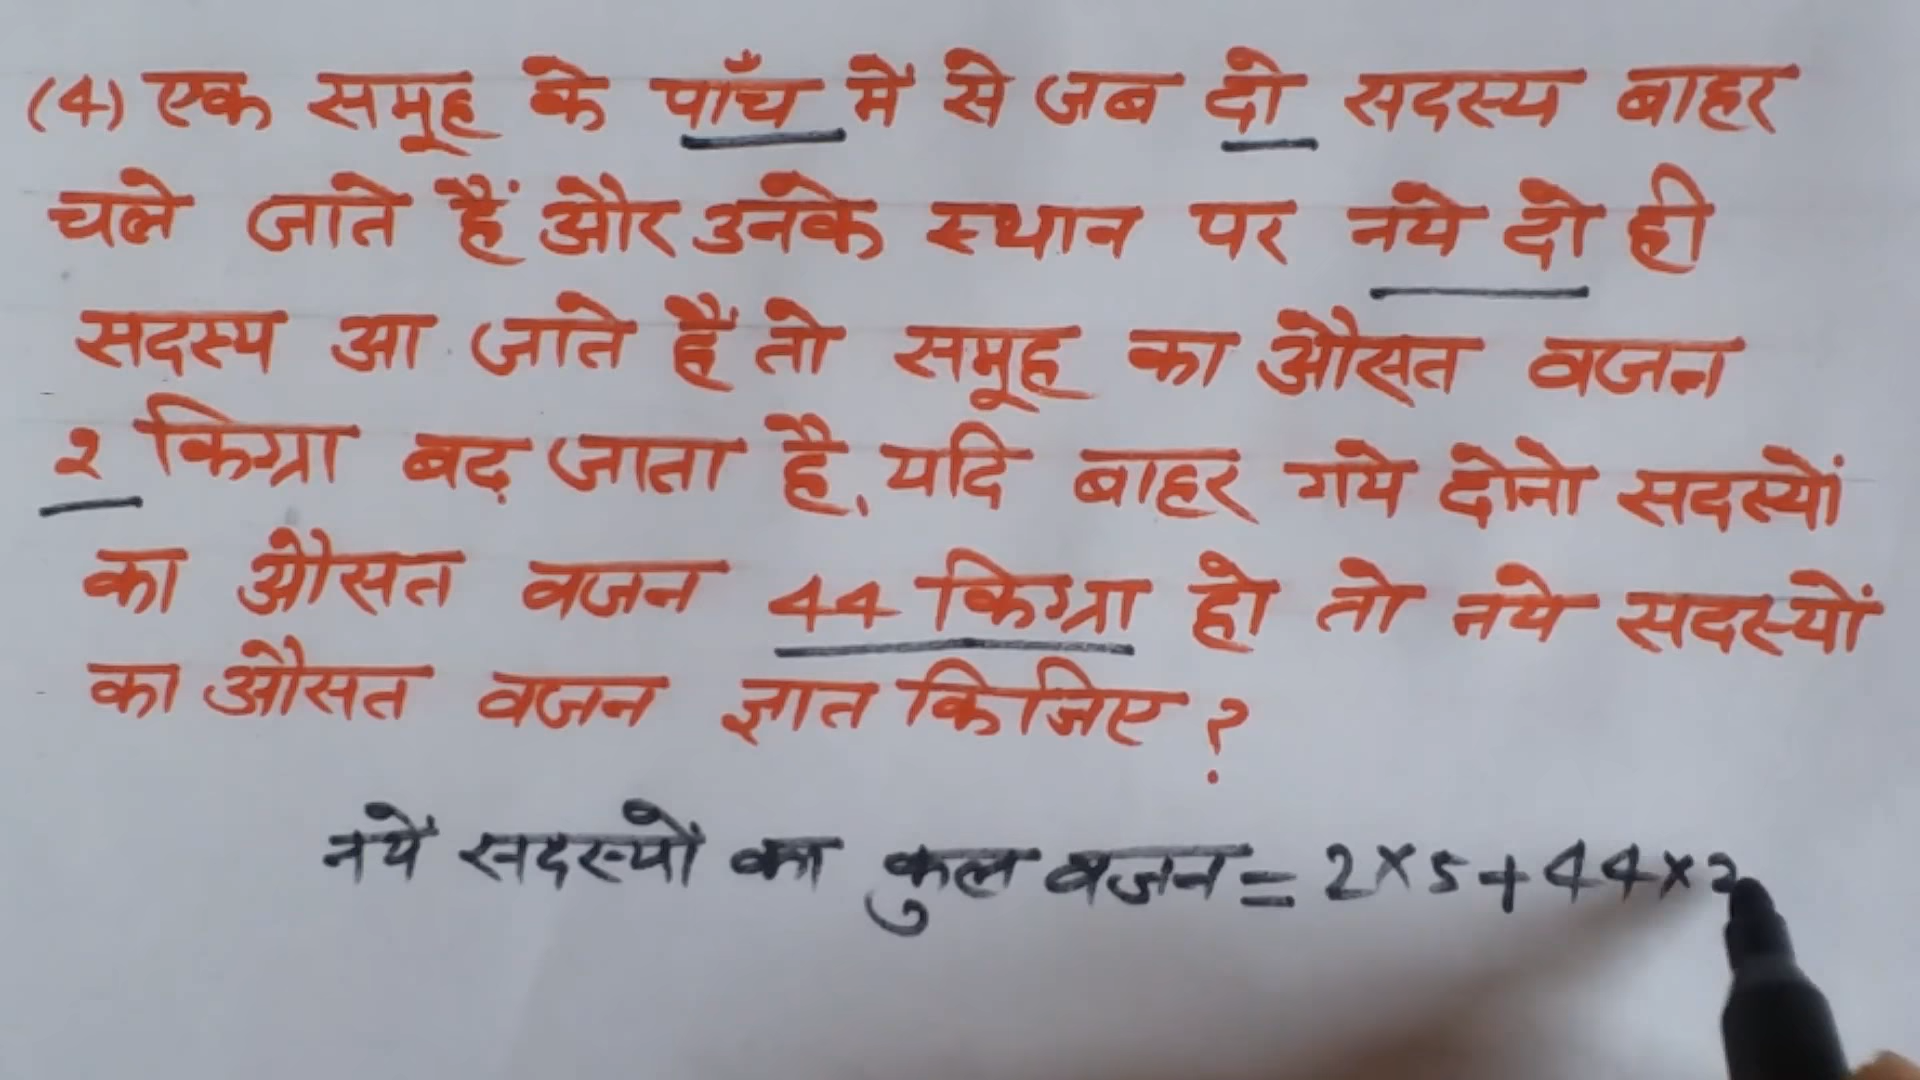 (4) एक समूह के पाँच में से जब दो सदस्य बाहर
चले जाते हैं और उनके स्थान पर नये दो ही
सदस्य आ जाते हैं तो समूह का औसत वजन
२ किग्रा बढ़ जाता है, यदि बाहर गये दोनो सदस्यों
का औसत वजन 44 किग्रा हो तो नये सदस्यों
का औसत वजन ज्ञात किजिए ?
नये सदस्यों का कुल वजन = 2×5+44×2